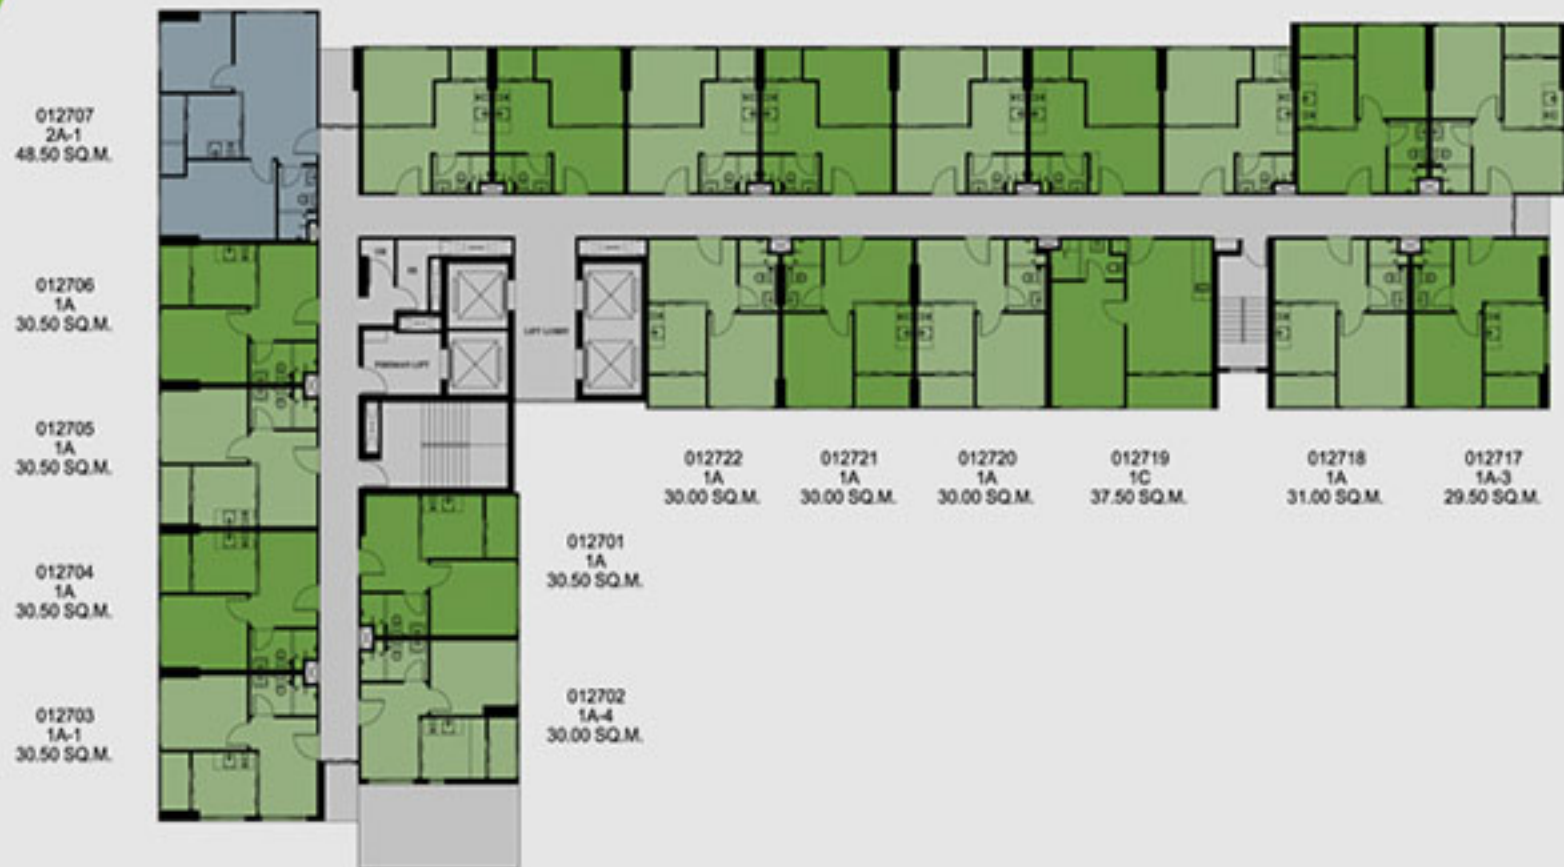 012707
2A-1
48.50 SQ.M.
012706
1A
30.50 SQ.M.
012705
1A
30.50 SQ.M.
012704
1A
30.50 SQ.M.
012703
1A-1
30.50 SQ.M.
LIFT LOBBY
FIREMAN LIFT
012701
1A
30.50 SQ.M.
012702
1A-4
30.00 SQ.M.
012722
1A
30.00 SQ.M.
012721
1A
30.00 SQ.M.
012720
1A
30.00 SQ.M.
012719
1C
37.50 SQ.M.
012718
1A
31.00 SQ.M.
012717
1A-3
29.50 SQ.M.